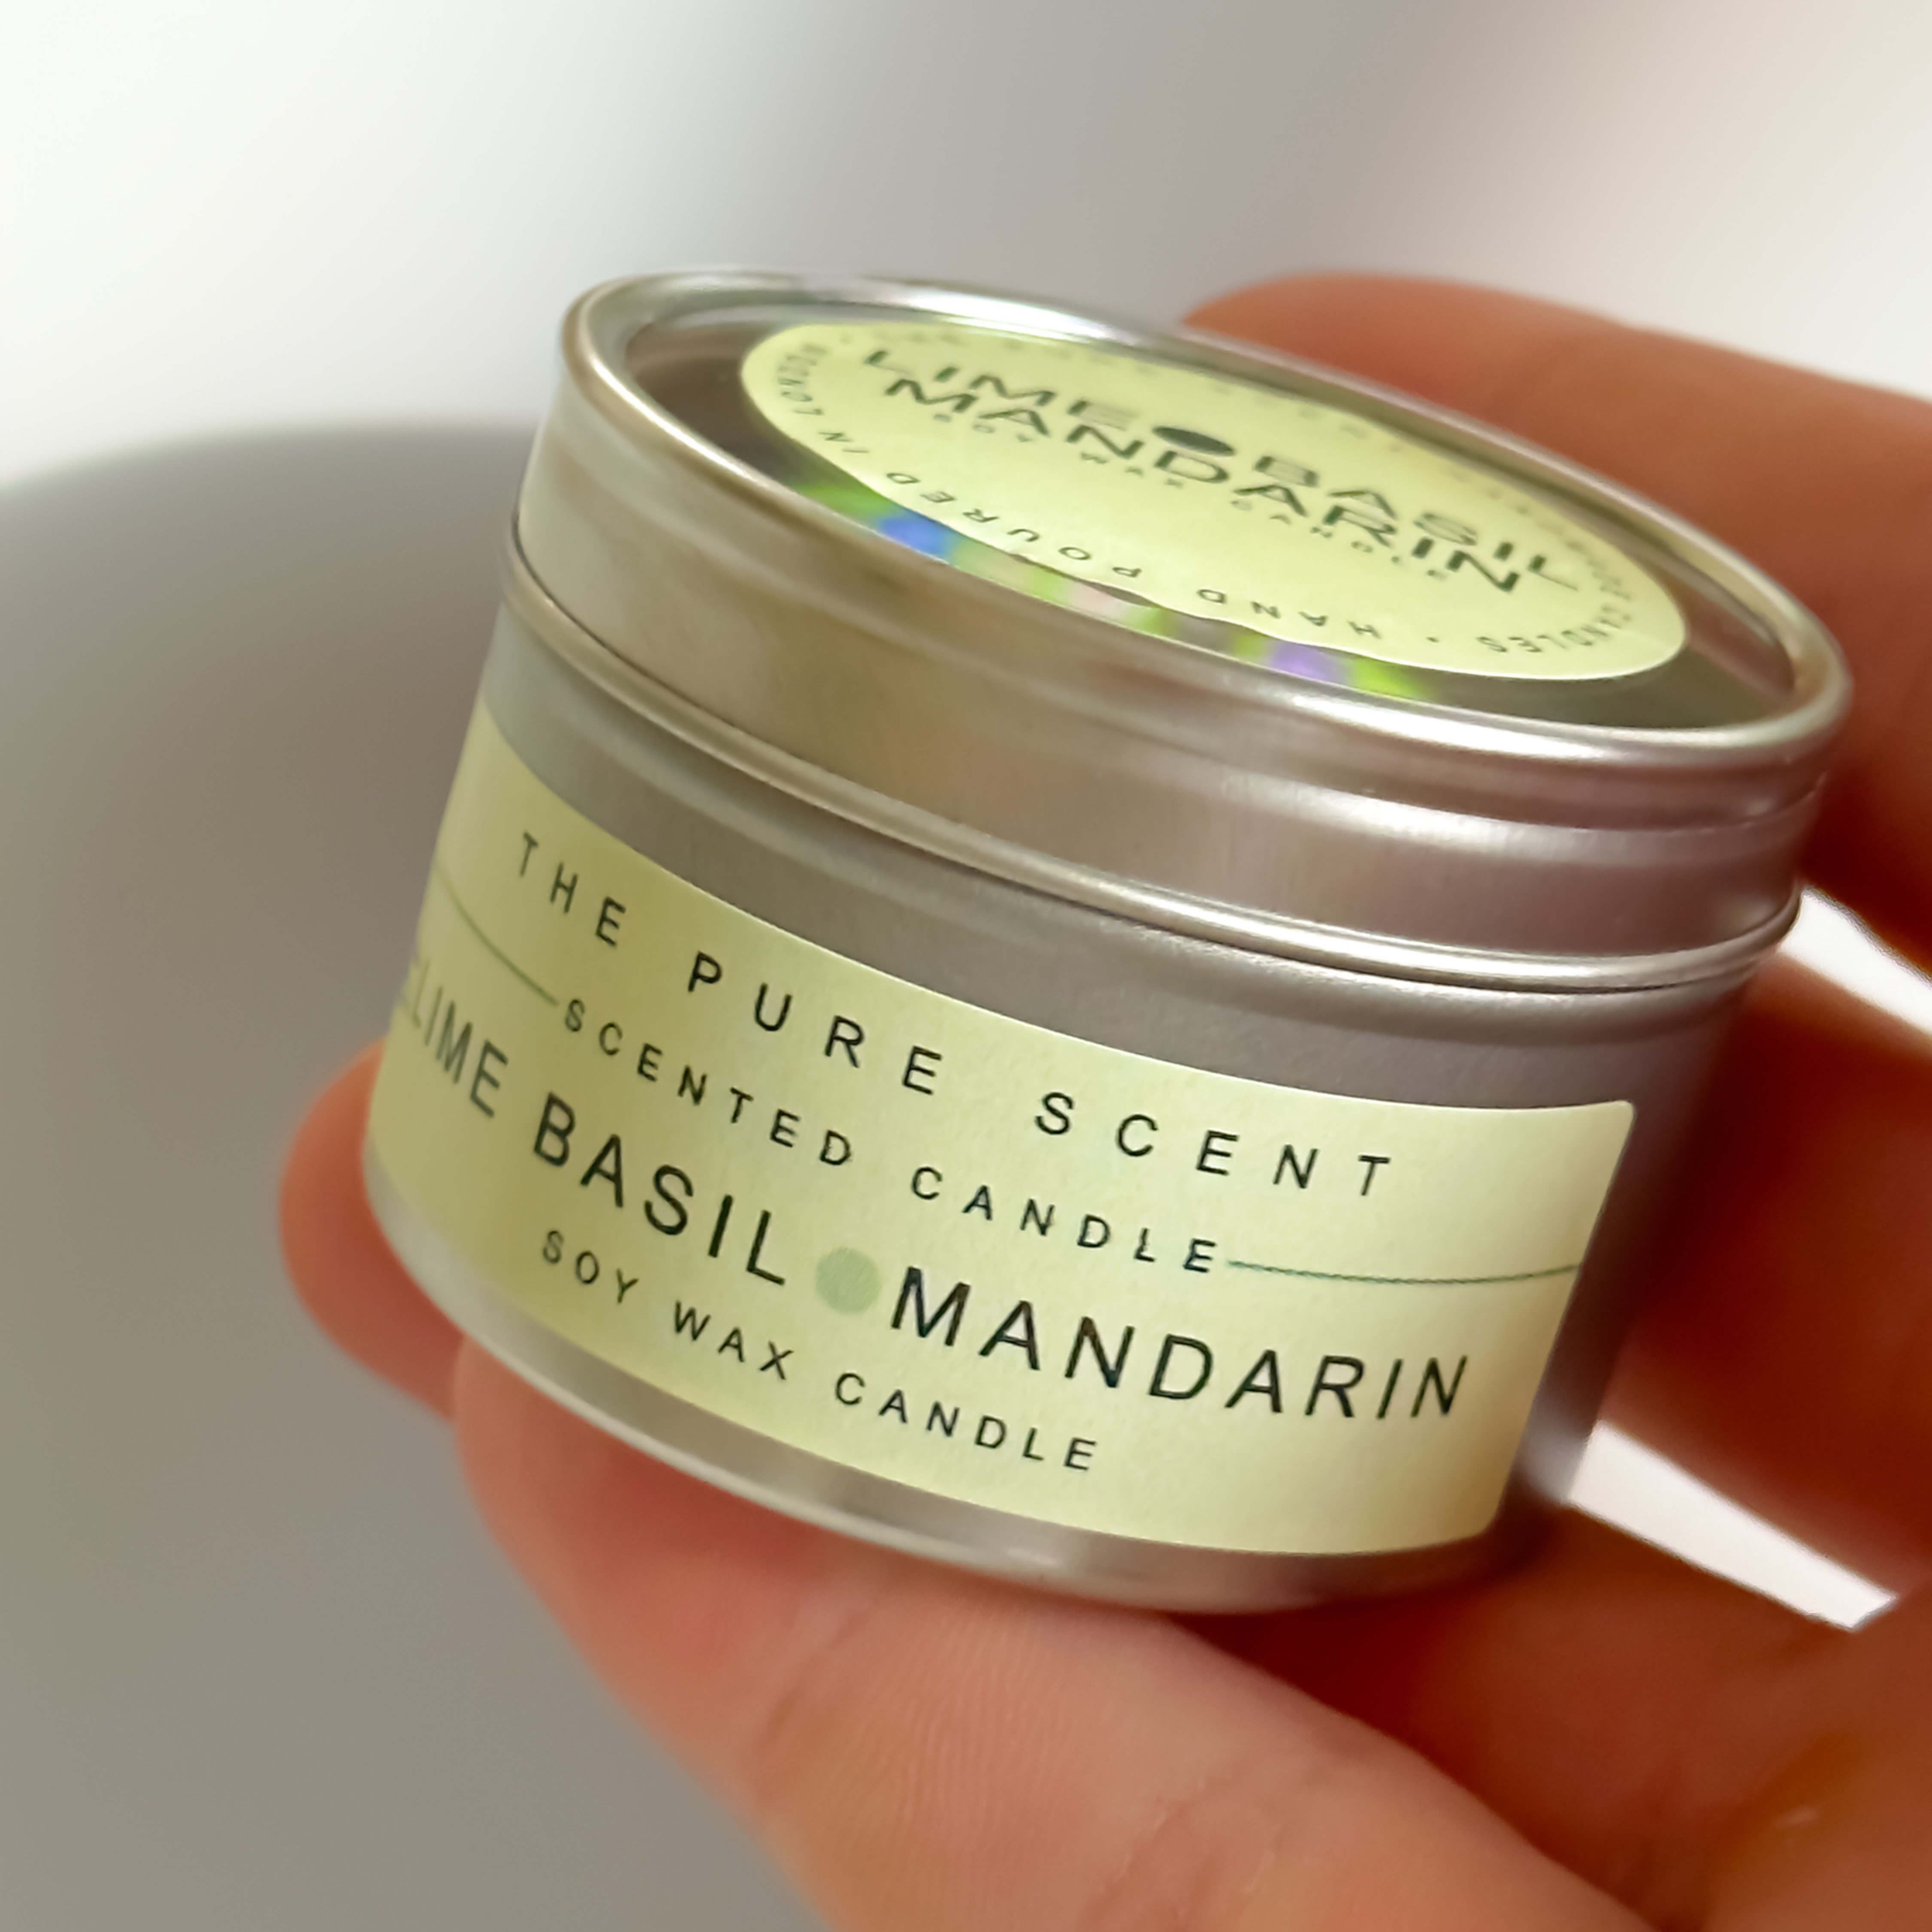 LIME BASIL
MANDARIN
SOY WAX CANDLE
CANDLES • HAND POURED IN LONDON
THE PURE SCENT
SCENTED CANDLE
LIME BASIL MANDARIN
SOY WAX CANDLE